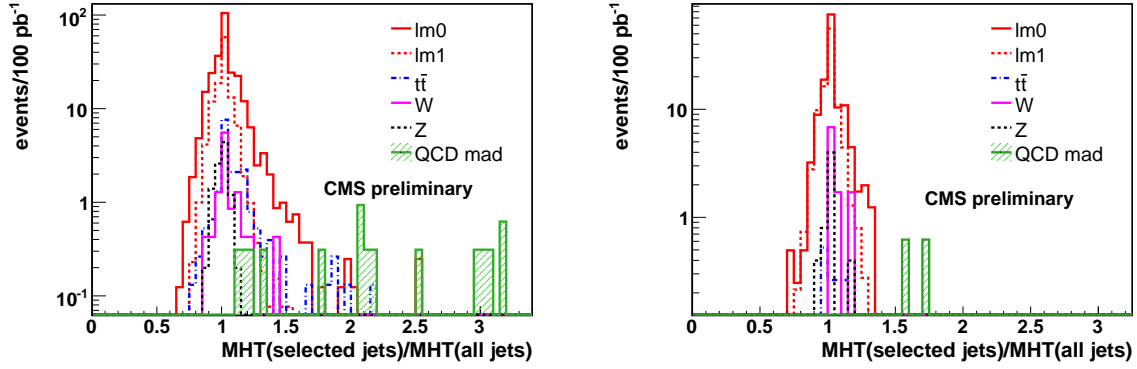 events/100 pb⁻¹
10²
10
1
10⁻¹
lm0
lm1
tt̄
W
Z
QCD mad
CMS preliminary
0 0.5 1 1.5 2 2.5 3
MHT(selected jets)/MHT(all jets)
events/100 pb⁻¹
10
1
lm0
lm1
tt̄
W
Z
QCD mad
CMS preliminary
0 0.5 1 1.5 2 2.5 3
MHT(selected jets)/MHT(all jets)